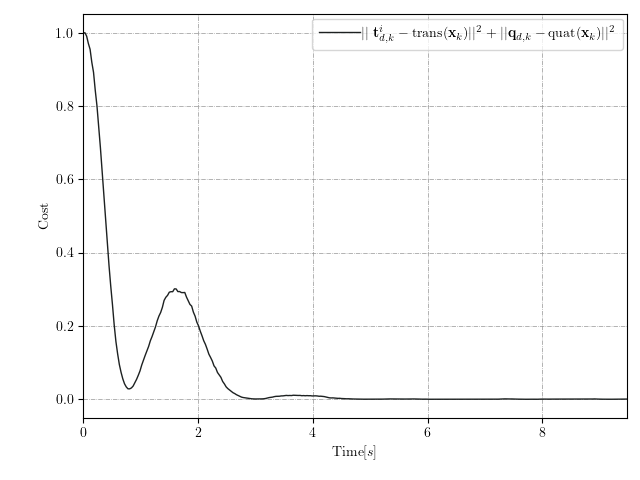 || t^i_{d,k} − trans(x_k)||² + ||q_{d,k} − quat(x_k)||²
1.0
0.8
0.6
0.4
0.2
0.0
Cost
0 2 4 6 8
Time[s]